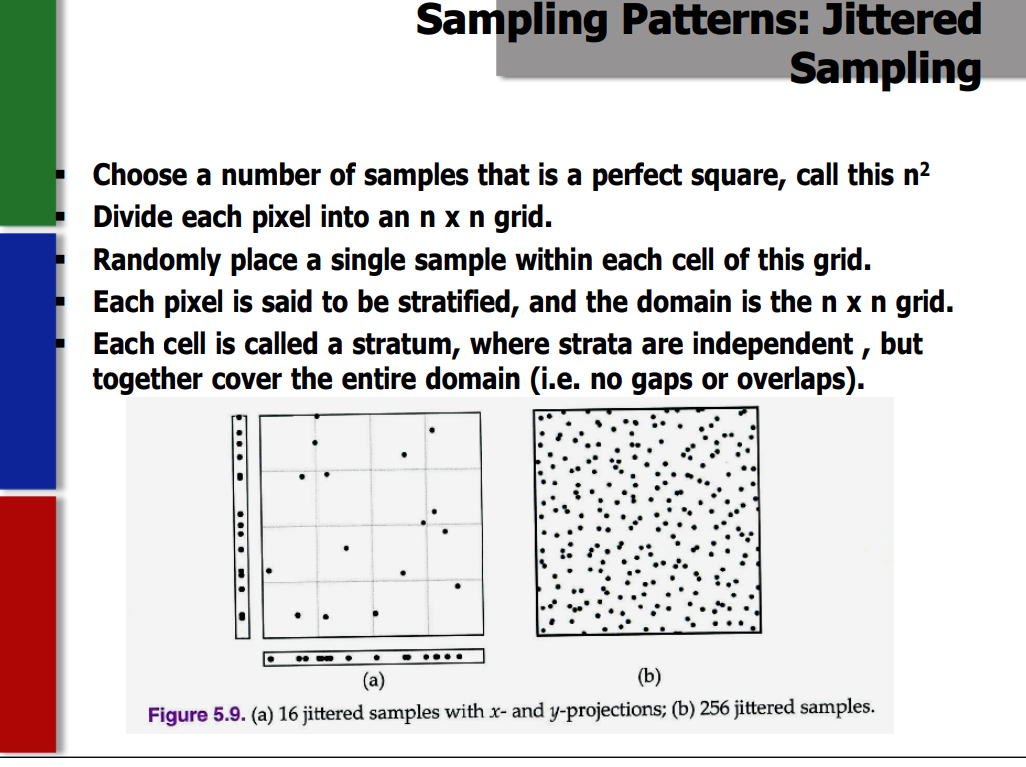 Sampling Patterns: Jittered
Sampling
Choose a number of samples that is a perfect square, call this n²
Divide each pixel into an n x n grid.
Randomly place a single sample within each cell of this grid.
Each pixel is said to be stratified, and the domain is the n x n grid.
Each cell is called a stratum, where strata are independent , but
together cover the entire domain (i.e. no gaps or overlaps).
(a)
(b)
Figure 5.9. (a) 16 jittered samples with x- and y-projections; (b) 256 jittered samples.